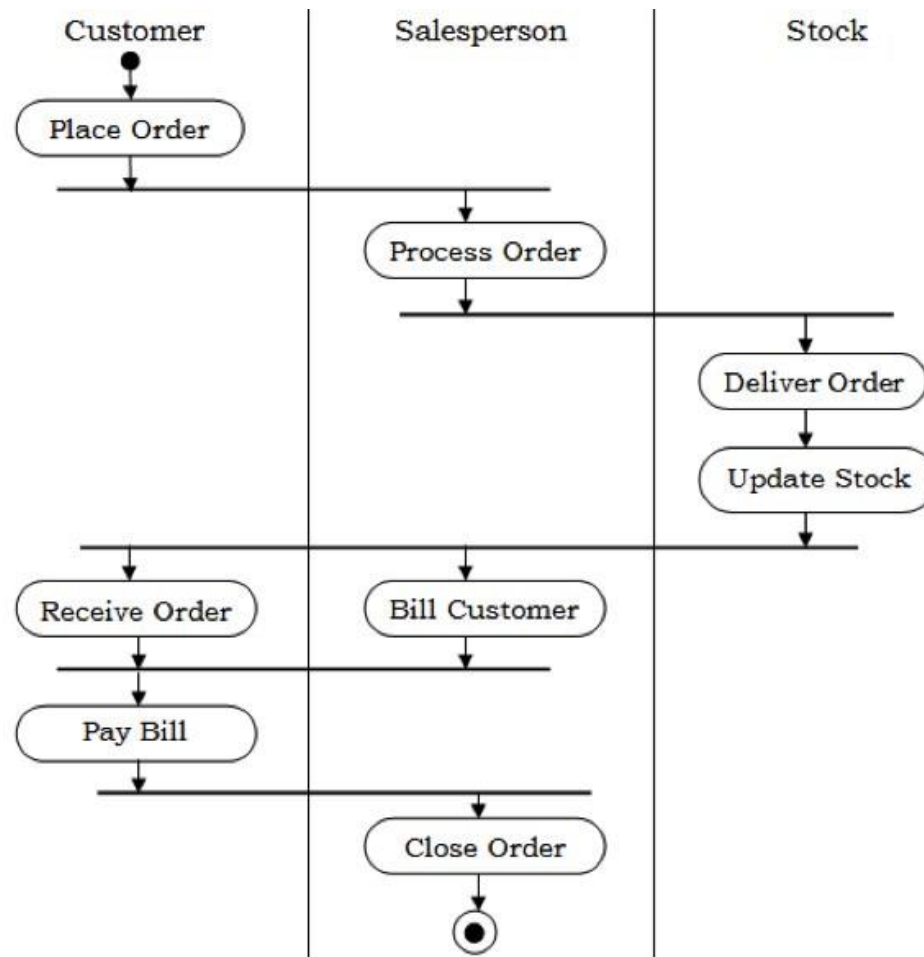 Customer
Salesperson
Stock
Place Order
Process Order
Deliver Order
Update Stock
Receive Order
Bill Customer
Pay Bill
Close Order